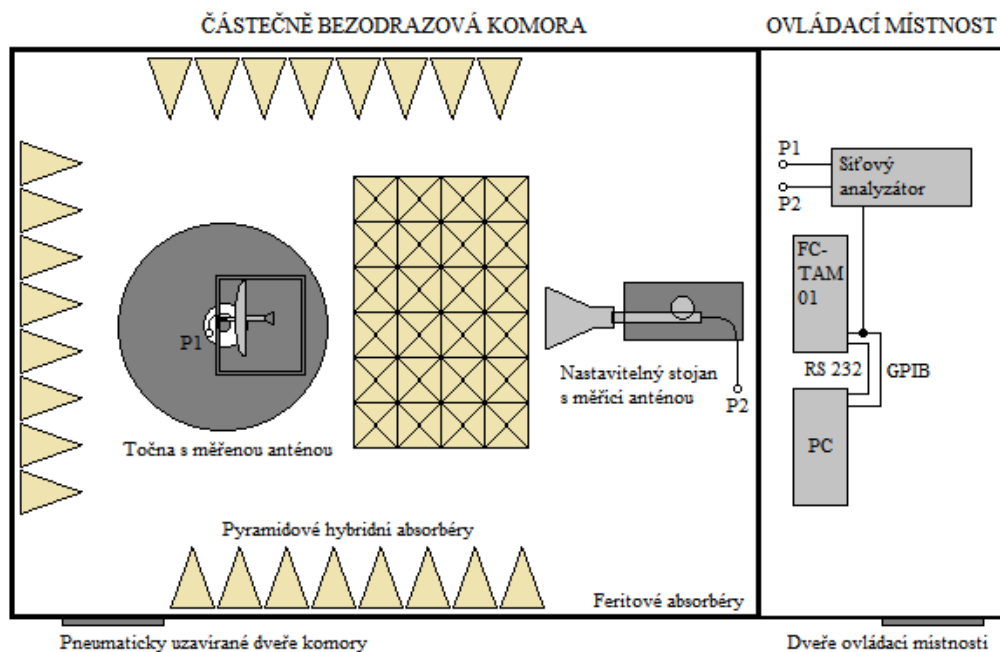 ČÁSTEČNĚ BEZODRAZOVÁ KOMORA
OVLÁDACÍ MÍSTNOST
P1
P2
Síťový
analyzátor
FC-
TAM
01
RS 232
GPIB
PC
P1
Točna s měřenou anténou
Nastavitelný stojan
s měřicí anténou
P2
Pyramidové hybridní absorbéry
Feritové absorbéry
Pneumaticky uzavírané dveře komory
Dveře ovládací místnosti